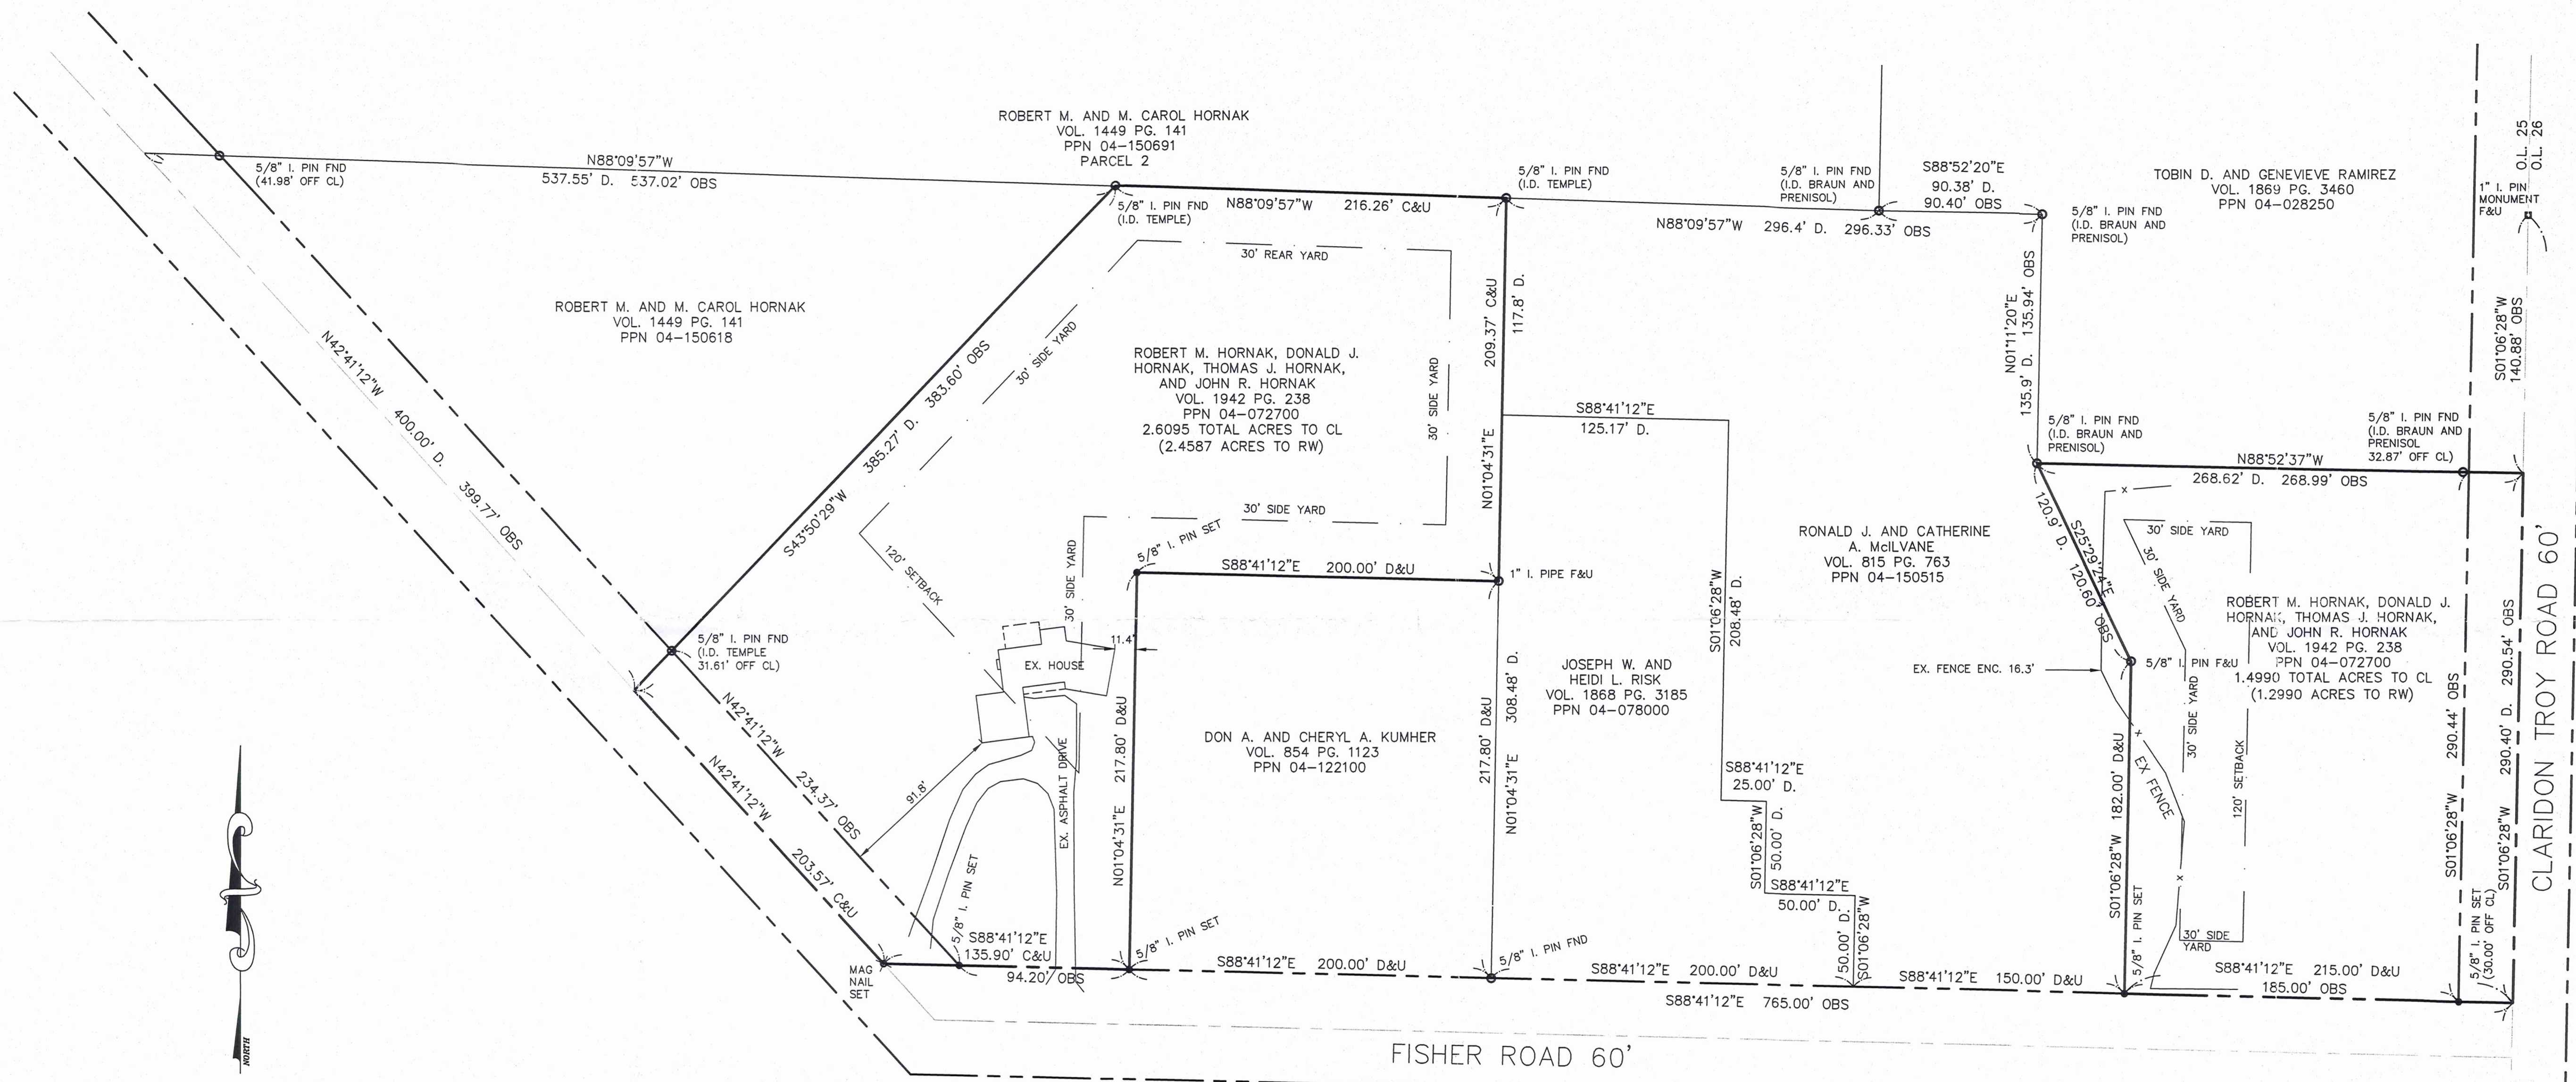 ROBERT M. AND M. CAROL HORNAK
VOL. 1449 PG. 141
PPN 04-150691
PARCEL 2
N88°09'57"W
537.55' D. 537.02' OBS
5/8" I. PIN FND
(41.98' OFF CL)
5/8" I. PIN FND
(I.D. TEMPLE)
N88°09'57"W 216.26' C&U
5/8" I. PIN FND
(I.D. TEMPLE)
N88°09'57"W 296.4' D. 296.33' OBS
5/8" I. PIN FND
(I.D. BRAUN AND
PRENISOL)
S88°52'20"E
90.38' D.
90.40' OBS
5/8" I. PIN FND
(I.D. BRAUN AND
PRENISOL)
TOBIN D. AND GENEVIEVE RAMIREZ
VOL. 1869 PG. 3460
PPN 04-028250
1" I. PIN
MONUMENT
F&U
O.L. 25
O.L. 26
S01°06'28"W
140.88' OBS
ROBERT M. AND M. CAROL HORNAK
VOL. 1449 PG. 141
PPN 04-150618
N42°41'12"W 400.00' D. 399.77' OBS
S43°50'29"W 385.27' D. 383.60' OBS
30' REAR YARD
30' SIDE YARD
30' SIDE YARD
30' SIDE YARD
30' SIDE YARD
120' SETBACK
ROBERT M. HORNAK, DONALD J.
HORNAK, THOMAS J. HORNAK,
AND JOHN R. HORNAK
VOL. 1942 PG. 238
PPN 04-072700
2.6095 TOTAL ACRES TO CL
(2.4587 ACRES TO RW)
N01°04'31"E 209.37' C&U
117.8' D.
S88°41'12"E
125.17' D.
N01°11'20"E
135.9' D. 135.94' OBS
5/8" I. PIN FND
(I.D. BRAUN AND
PRENISOL)
5/8" I. PIN FND
(I.D. BRAUN AND
PRENISOL
32.87' OFF CL)
N88°52'37"W
268.62' D. 268.99' OBS
5/8" I. PIN SET
S88°41'12"E 200.00' D&U
1" I. PIPE F&U
RONALD J. AND CATHERINE
A. McILVANE
VOL. 815 PG. 763
PPN 04-150515
S25°29'24"E
120.9' D. 120.60' OBS
30' SIDE YARD
30' SIDE YARD
30' SIDE YARD
EX. FENCE ENC. 16.3'
5/8" I. PIN F&U
EX FENCE
120' SETBACK
30' SIDE
YARD
ROBERT M. HORNAK, DONALD J.
HORNAK, THOMAS J. HORNAK,
AND JOHN R. HORNAK
VOL. 1942 PG. 238
PPN 04-072700
1.4990 TOTAL ACRES TO CL
(1.2990 ACRES TO RW)
5/8" I. PIN FND
(I.D. TEMPLE
31.61' OFF CL)
N42°41'12"W 234.37' OBS
N42°41'12"W 203.57' C&U
EX. HOUSE
11.4'
91.8'
EX. ASPHALT DRIVE
N01°04'31"E 217.80' D&U
DON A. AND CHERYL A. KUMHER
VOL. 854 PG. 1123
PPN 04-122100
217.80' D&U
N01°04'31"E 308.48' D.
JOSEPH W. AND
HEIDI L. RISK
VOL. 1868 PG. 3185
PPN 04-078000
S01°06'28"W
208.48' D.
S88°41'12"E
25.00' D.
S01°06'28"W
50.00' D.
S88°41'12"E
50.00' D.
50.00' D.
S01°06'28"W
S01°06'28"W 182.00' D&U
5/8" I. PIN SET
S01°06'28"W 290.44' OBS
S01°06'28"W 290.40' D. 290.54' OBS
5/8" I. PIN SET
(30.00' OFF CL)
CLARIDON TROY ROAD 60'
MAG
NAIL
SET
5/8" I. PIN SET
S88°41'12"E
135.90' C&U
94.20' OBS
5/8" I. PIN SET
S88°41'12"E 200.00' D&U
5/8" I. PIN FND
S88°41'12"E 200.00' D&U
S88°41'12"E 150.00' D&U
S88°41'12"E 765.00' OBS
S88°41'12"E 215.00' D&U
185.00' OBS
FISHER ROAD 60'
NORTH